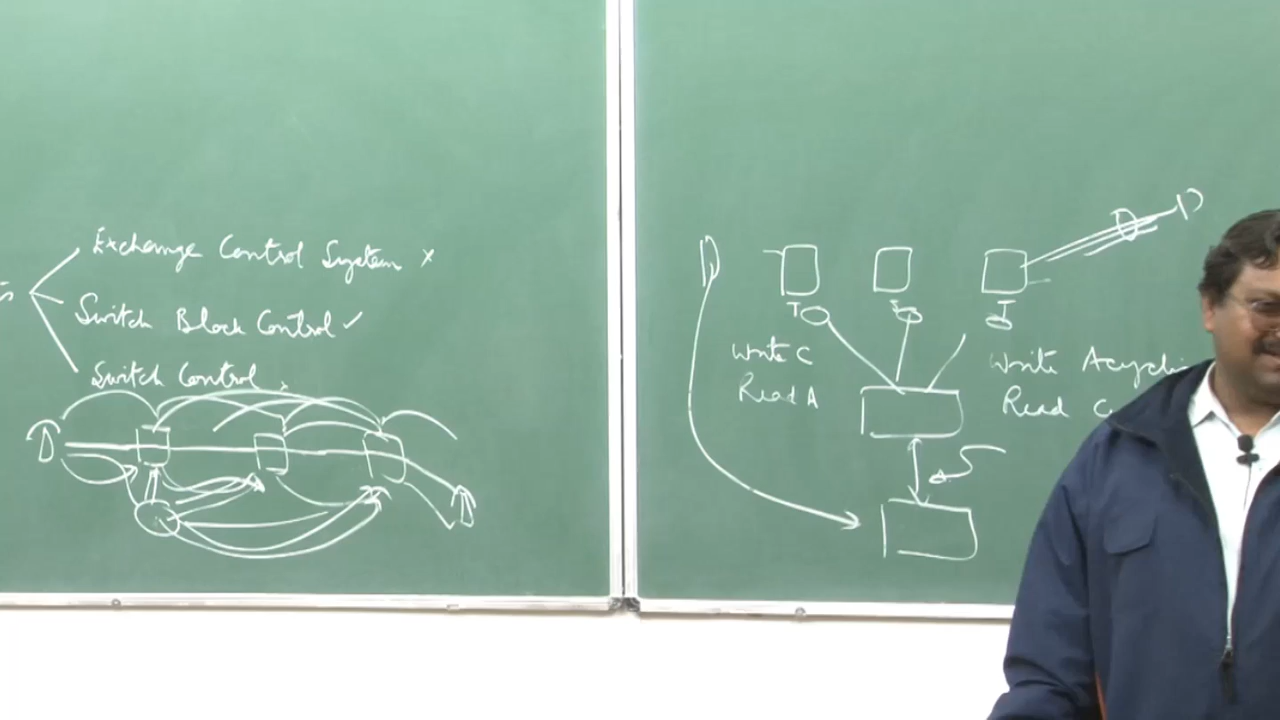 Exchange Control System x
Switch Block Control ✓
Switch Control x
D
D
D
D
T
Write C
Read A
Write
Read